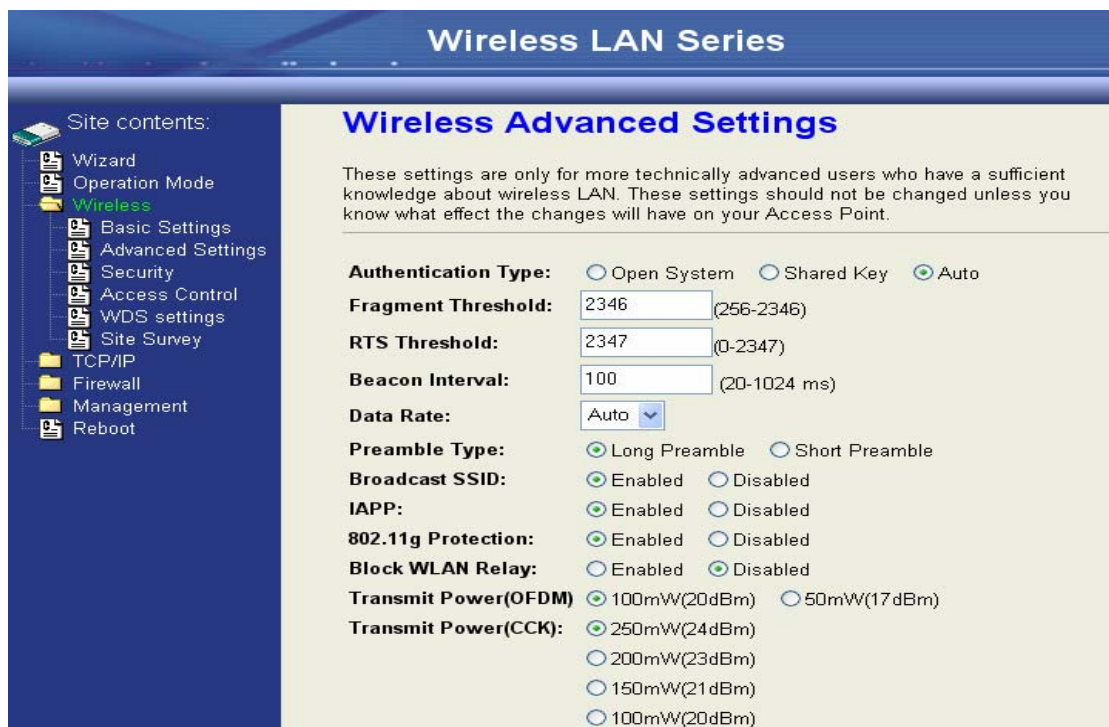 Wireless LAN Series
Site contents:
Wizard
Operation Mode
Wireless
Basic Settings
Advanced Settings
Security
Access Control
WDS settings
Site Survey
TCP/IP
Firewall
Management
Reboot
Wireless Advanced Settings
These settings are only for more technically advanced users who have a sufficient
knowledge about wireless LAN. These settings should not be changed unless you
know what effect the changes will have on your Access Point.
Authentication Type: Open System Shared Key Auto
Fragment Threshold: 2346 (256-2346)
RTS Threshold: 2347 (0-2347)
Beacon Interval: 100 (20-1024 ms)
Data Rate: Auto
Preamble Type: Long Preamble Short Preamble
Broadcast SSID: Enabled Disabled
IAPP: Enabled Disabled
802.11g Protection: Enabled Disabled
Block WLAN Relay: Enabled Disabled
Transmit Power(OFDM) 100mW(20dBm) 50mW(17dBm)
Transmit Power(CCK): 250mW(24dBm)
200mW(23dBm)
150mW(21dBm)
100mW(20dBm)